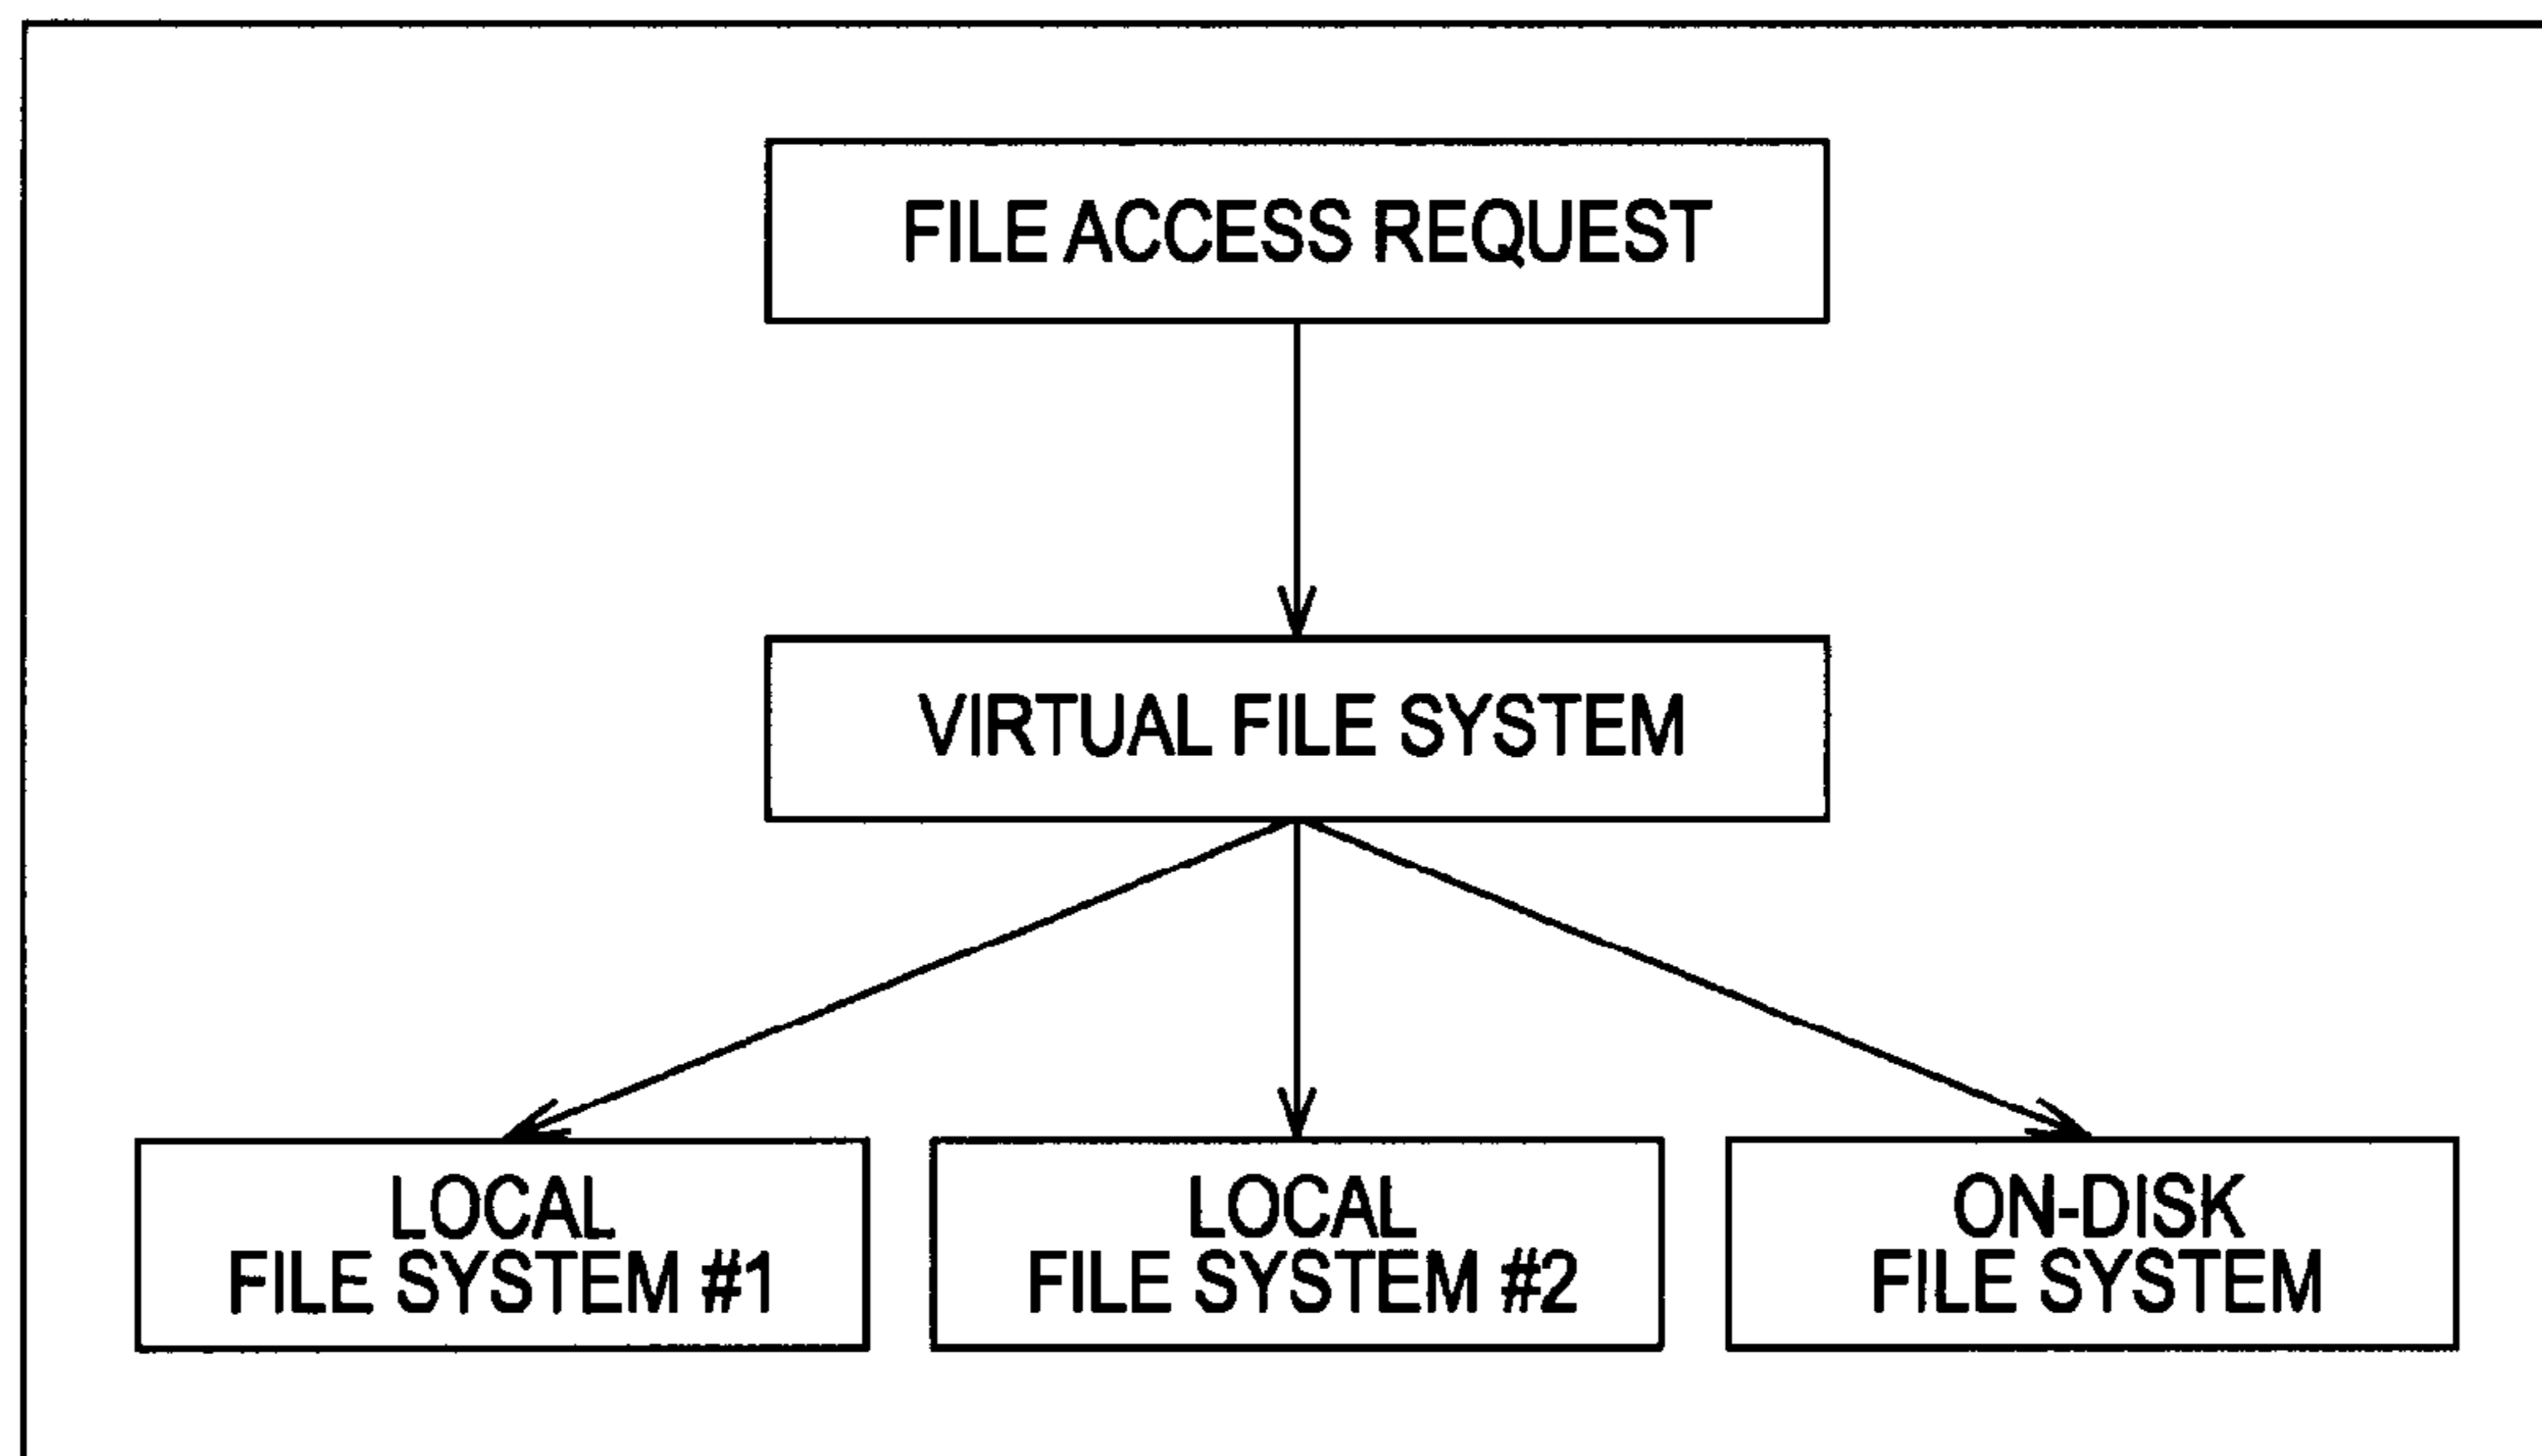 FILE ACCESS REQUEST
VIRTUAL FILE SYSTEM
LOCAL
FILE SYSTEM #1
LOCAL
FILE SYSTEM #2
ON-DISK
FILE SYSTEM